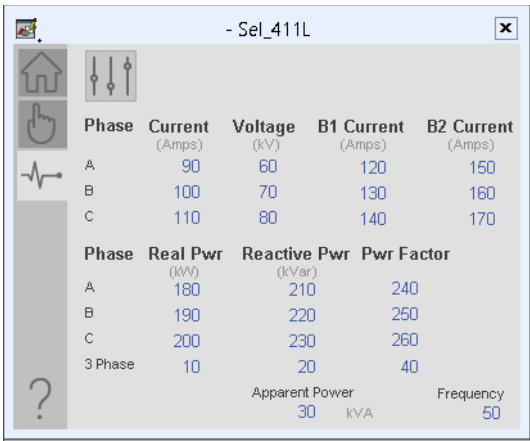 - Sel_411L
Phase Current Voltage B1 Current B2 Current
(Amps) (kV) (Amps) (Amps)
A 90 60 120 150
B 100 70 130 160
C 110 80 140 170
Phase Real Pwr Reactive Pwr Pwr Factor
(kW) (kVar)
A 180 210 240
B 190 220 250
C 200 230 260
3 Phase 10 20 40
Apparent Power Frequency
30 kVA 50
?